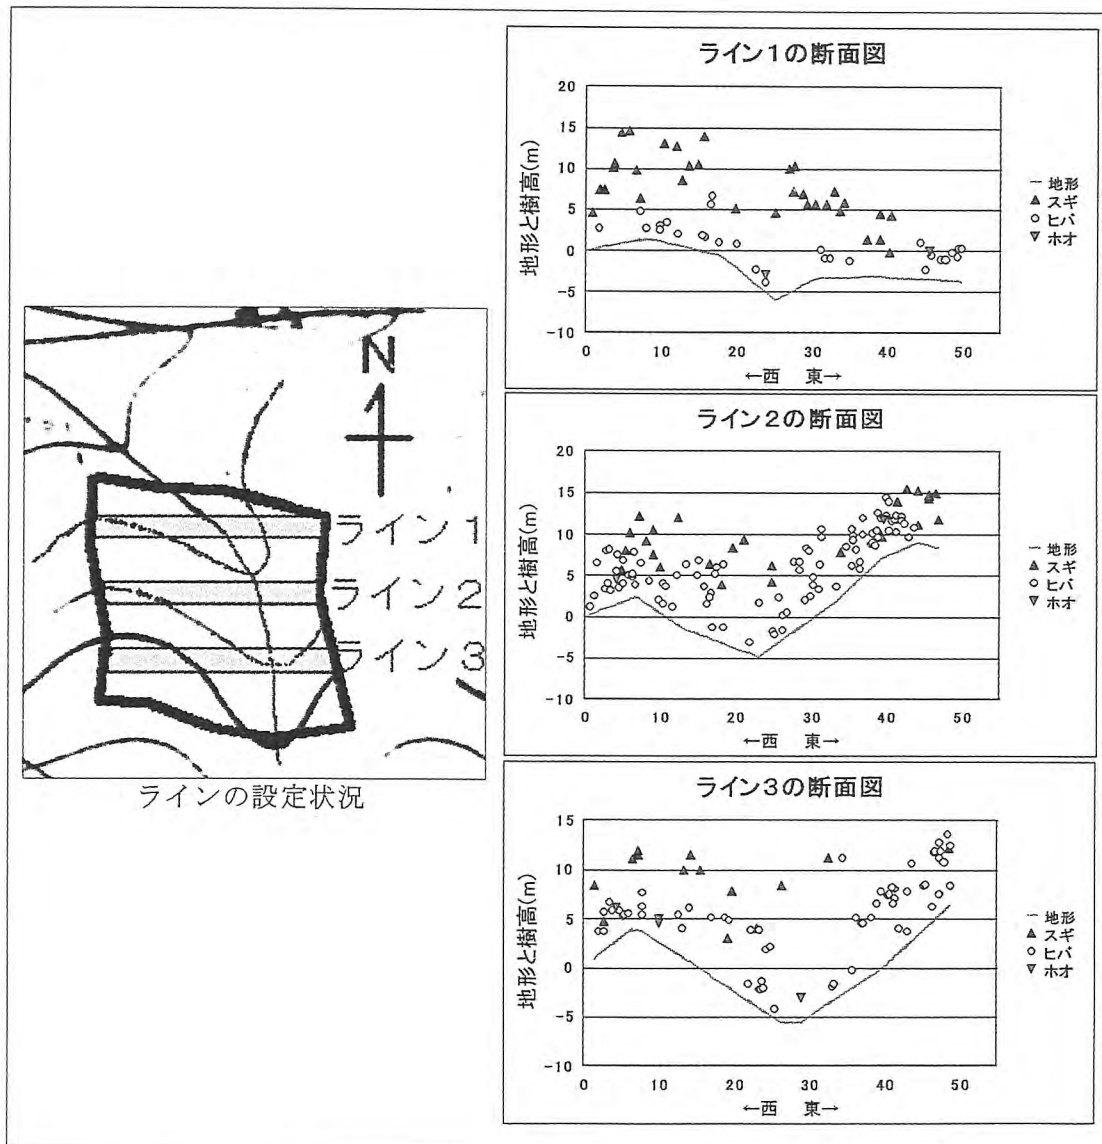 N
ライン1
ライン2
ライン3
ラインの設定状況
ライン1の断面図
地形と樹高(m)
20
15
10
5
0
-5
-10
0 10 20 30 40 50
←西 東→
地形
スギ
ヒバ
ホオ
ライン2の断面図
地形と樹高(m)
20
15
10
5
0
-5
-10
0 10 20 30 40 50
←西 東→
地形
スギ
ヒバ
ホオ
ライン3の断面図
地形と樹高(m)
15
10
5
0
-5
-10
0 10 20 30 40 50
←西 東→
地形
スギ
ヒバ
ホオ